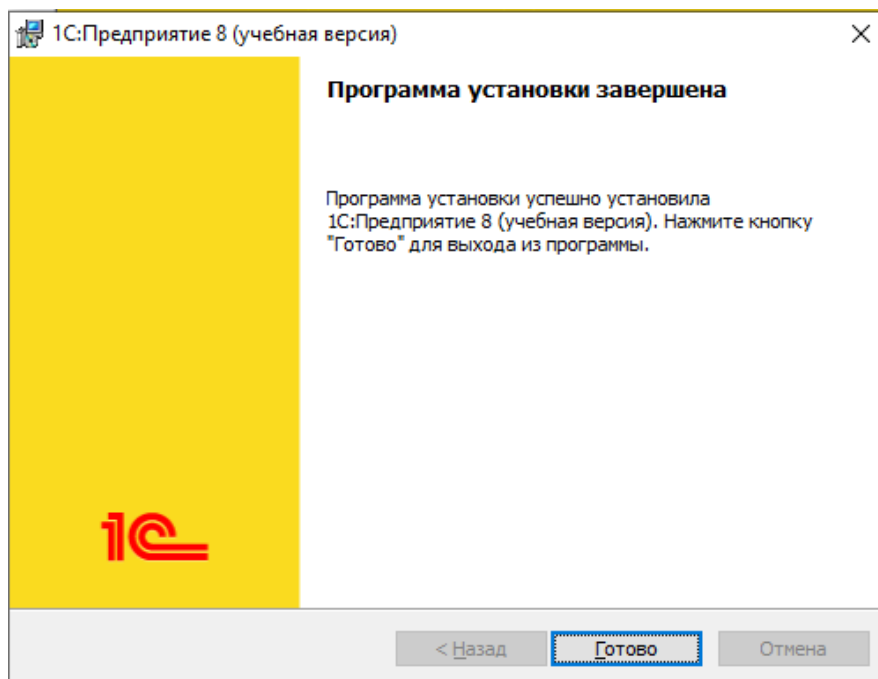 1С:Предприятие 8 (учебная версия)
Программа установки завершена
Программа установки успешно установила
1С:Предприятие 8 (учебная версия). Нажмите кнопку
"Готово" для выхода из программы.
1С
< Назад
Готово
Отмена